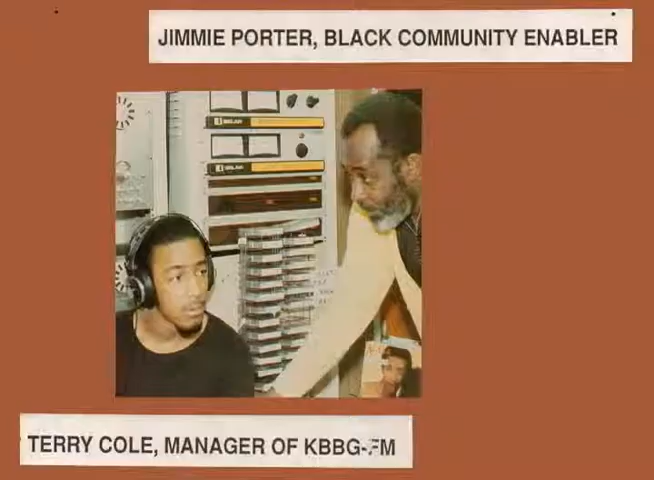 JIMMIE PORTER, BLACK COMMUNITY ENABLER
TERRY COLE, MANAGER OF KBBG-FM